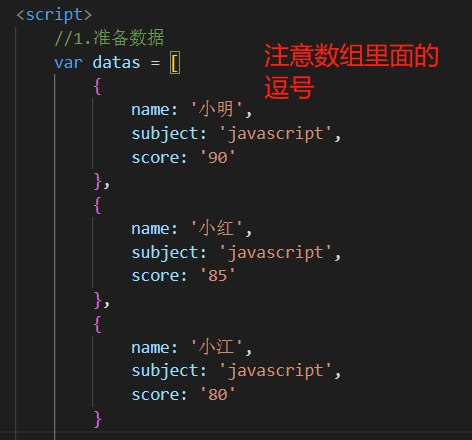 <script>
//1.准备数据
var datas = [
注意数组里面的
逗号
{
name: '小明',
subject: 'javascript',
score: '90'
},
{
name: '小红',
subject: 'javascript',
score: '85'
},
{
name: '小江',
subject: 'javascript',
score: '80'
}